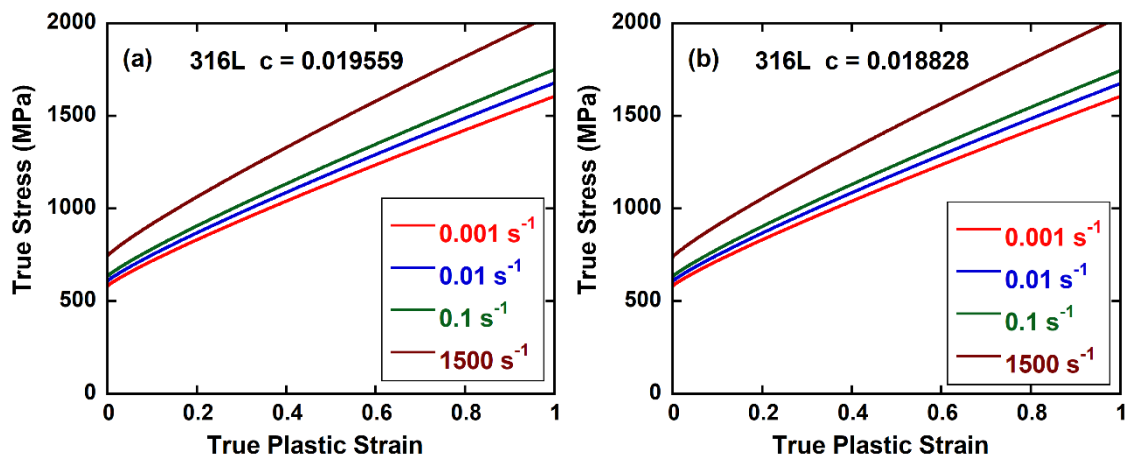 (a) 316L c = 0.019559
True Stress (MPa)
2000
1500
1000
500
0
0 0.2 0.4 0.6 0.8 1
True Plastic Strain
0.001 s⁻¹
0.01 s⁻¹
0.1 s⁻¹
1500 s⁻¹
(b) 316L c = 0.018828
True Stress (MPa)
2000
1500
1000
500
0
0 0.2 0.4 0.6 0.8 1
True Plastic Strain
0.001 s⁻¹
0.01 s⁻¹
0.1 s⁻¹
1500 s⁻¹